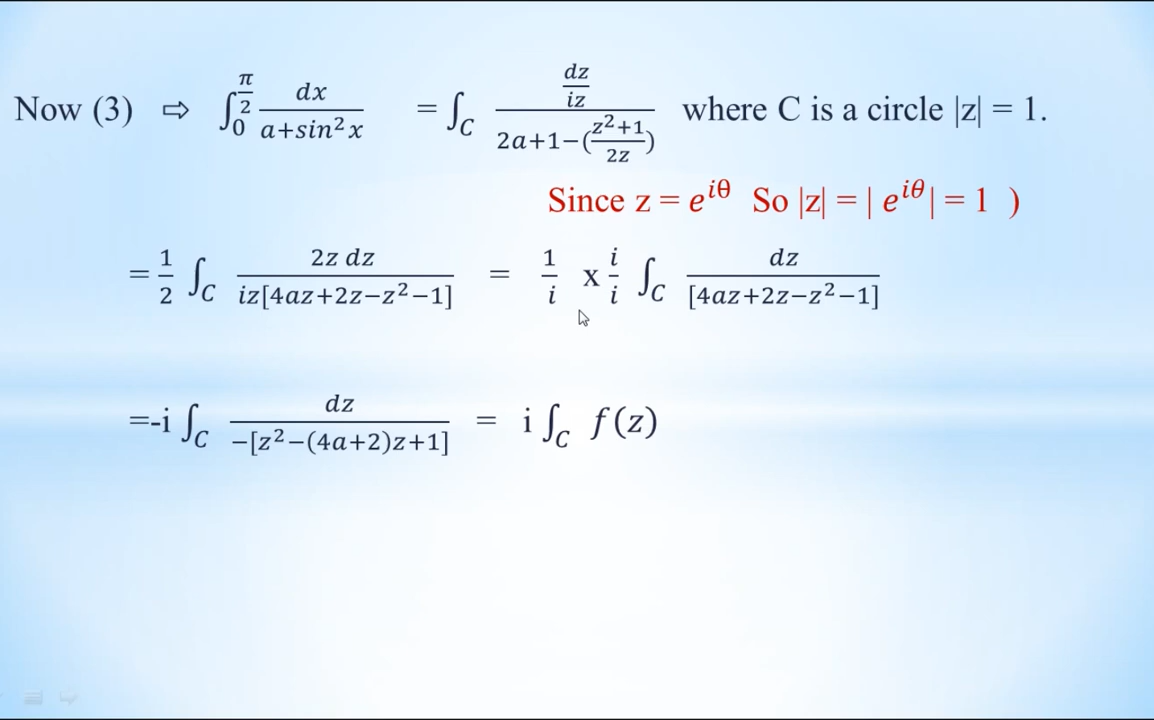 Now (3) ⇨ ∫₀^(π/2) dx/(a+sin²x) = ∫_C (dz/iz)/(2a+1−((z²+1)/2z)) where C is a circle |z| = 1.
Since z = e^(iθ) So |z| = | e^(iθ)| = 1 )
= 1/2 ∫_C 2z dz/(iz[4az+2z−z²−1]) = 1/i x i/i ∫_C dz/[4az+2z−z²−1]
=-i ∫_C dz/(−[z²−(4a+2)z+1]) = i ∫_C f(z)